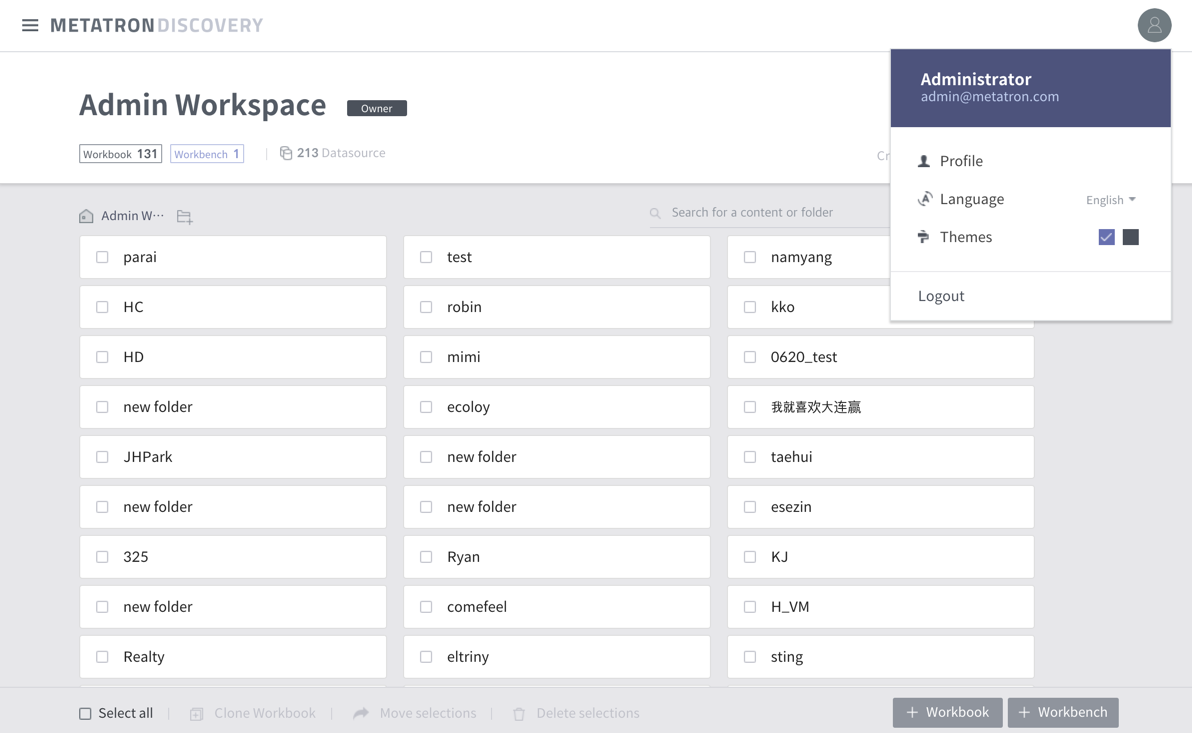 METATRONDISCOVERY
Administrator
admin@metatron.com
Profile
Language English
Themes
Logout
Admin Workspace Owner
Workbook 131 Workbench 1 213 Datasource
Admin W··· Search for a content or folder
parai test namyang
HC robin kko
HD mimi 0620_test
new folder ecoloy 我就喜欢大连赢
JHPark new folder taehui
new folder new folder esezin
325 Ryan KJ
new folder comefeel H_VM
Realty eltriny sting
Select all Clone Workbook Move selections Delete selections + Workbook + Workbench